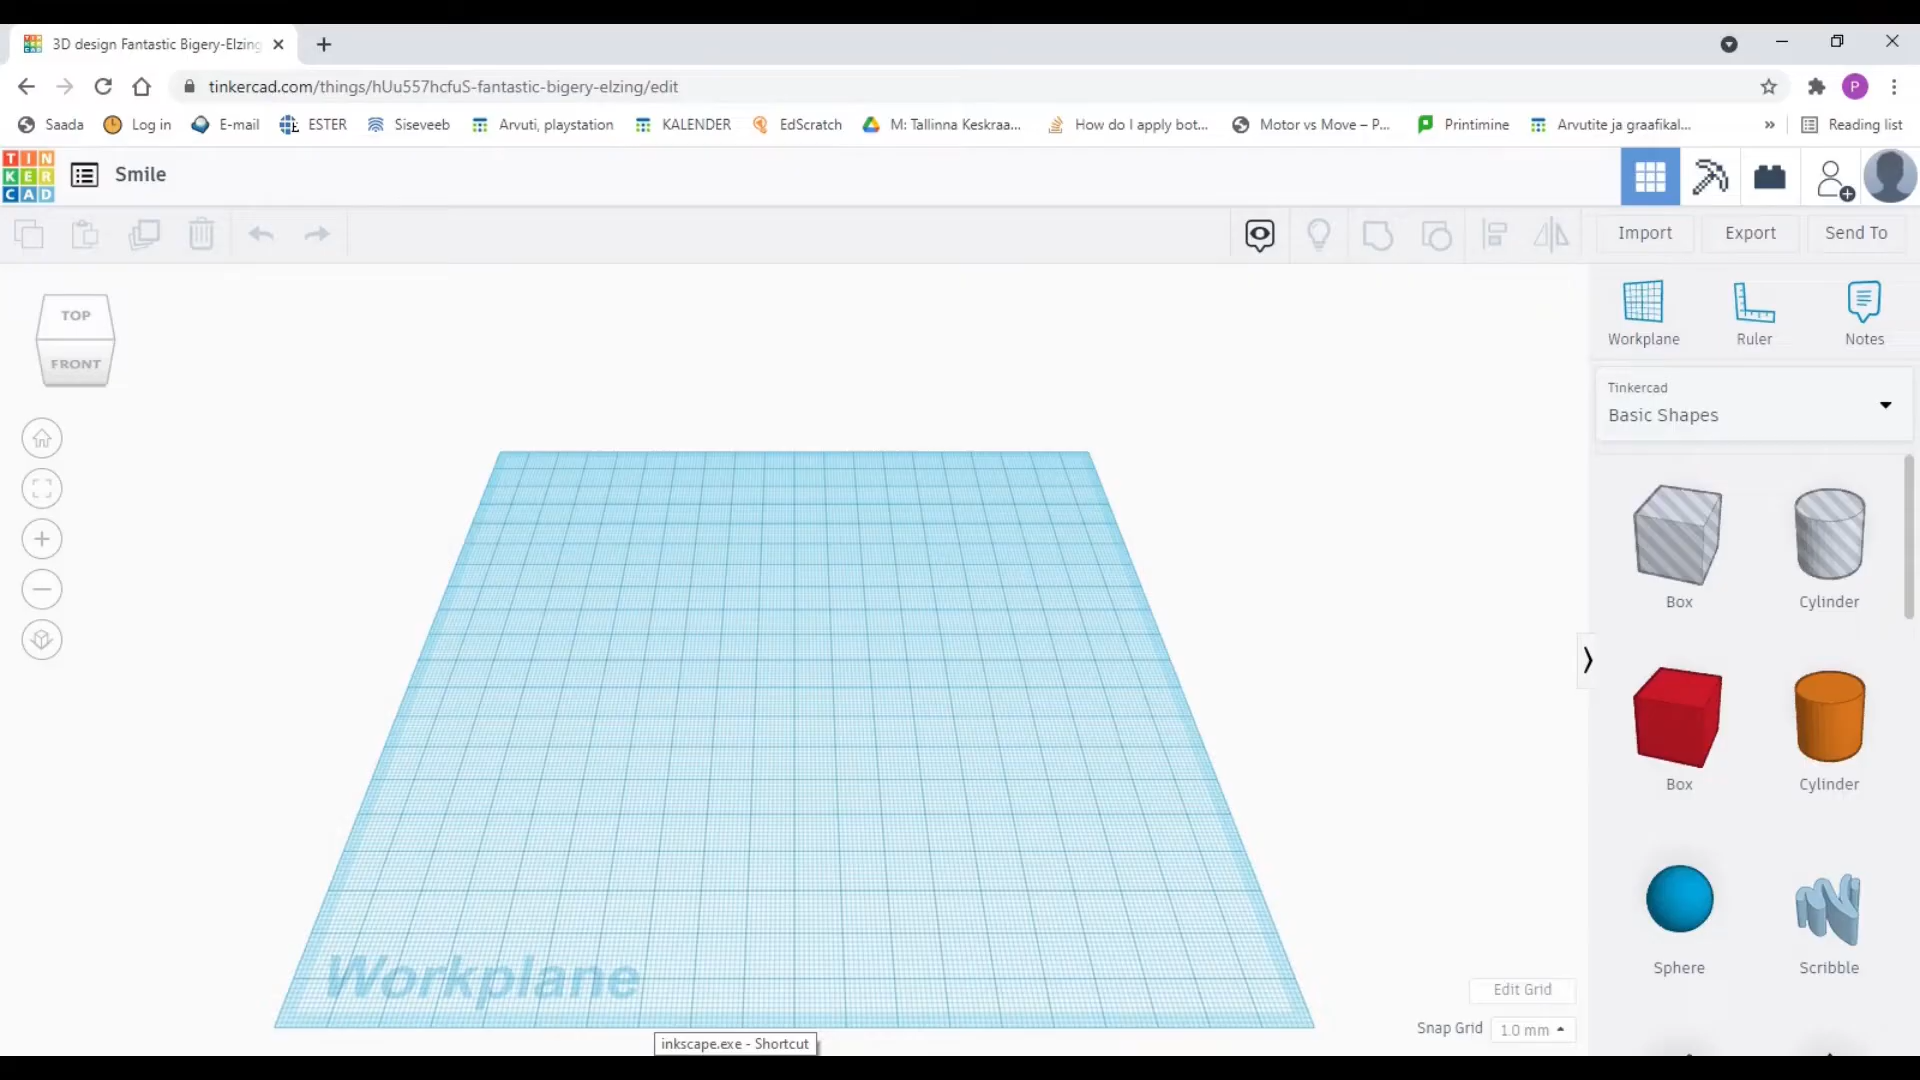 3D design Fantastic Bigery-Elzing
tinkercad.com/things/hUu557hcfuS-fantastic-bigery-elzing/edit
P
Saada
Log in
E-mail
ESTER
Siseveeb
Arvuti, playstation
KALENDER
EdScratch
M: Tallinna Keskraa...
How do I apply bot...
Motor vs Move – P...
Printimine
Arvutite ja graafikal...
»
Reading list
TIN
KER
CAD
Smile
Import
Export
Send To
TOP
FRONT
Workplane
Ruler
Notes
Tinkercad
Basic Shapes
Box
Cylinder
Box
Cylinder
Sphere
Scribble
Workplane
Edit Grid
Snap Grid
1.0 mm
inkscape.exe - Shortcut